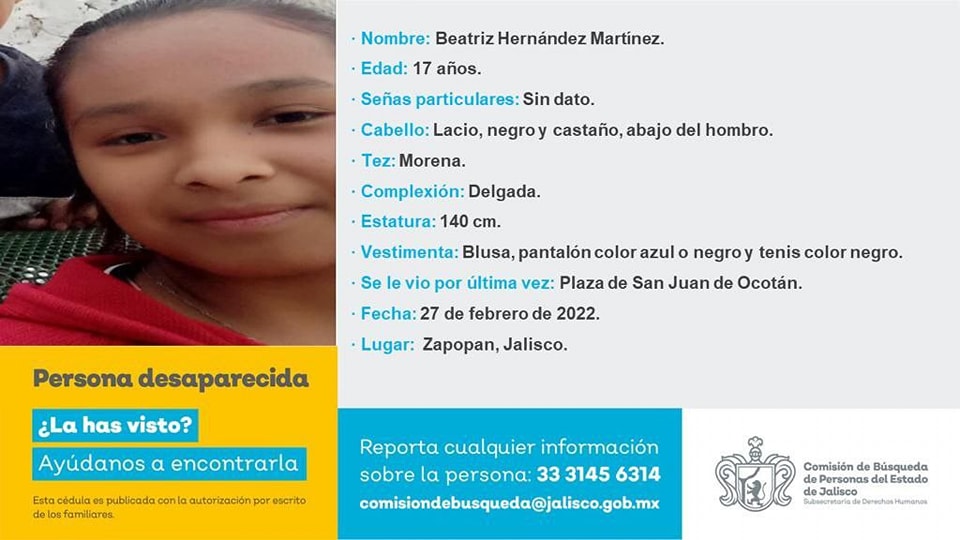 · Nombre: Beatriz Hernández Martínez.
· Edad: 17 años.
· Señas particulares: Sin dato.
· Cabello: Lacio, negro y castaño, abajo del hombro.
· Tez: Morena.
· Complexión: Delgada.
· Estatura: 140 cm.
· Vestimenta: Blusa, pantalón color azul o negro y tenis color negro.
· Se le vio por última vez: Plaza de San Juan de Ocotán.
· Fecha: 27 de febrero de 2022.
· Lugar: Zapopan, Jalisco.
Persona desaparecida
¿La has visto?
Ayúdanos a encontrarla
Esta cédula es publicada con la autorización por escrito
de los familiares.
Reporta cualquier información
sobre la persona: 33 3145 6314
comisiondebusqueda@jalisco.gob.mx
Comisión de Búsqueda
de Personas del Estado
de Jalisco
Subsecretaría de Derechos Humanos